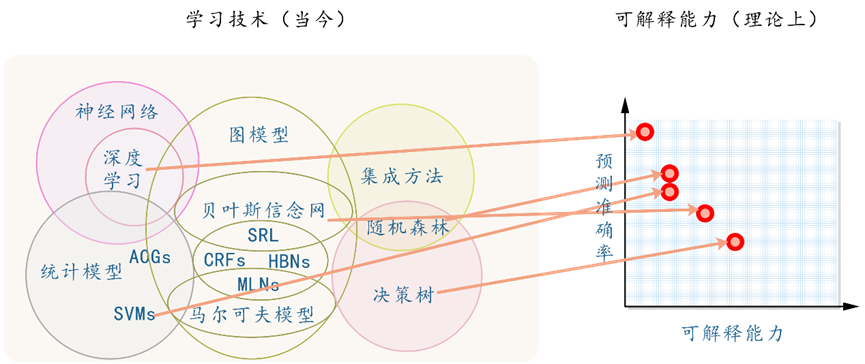 学习技术（当今）
可解释能力（理论上）
神经网络
深度
学习
图模型
集成方法
贝叶斯信念网
随机森林
SRL
AOGs
CRFs
HBNs
统计模型
MLNs
决策树
SVMs
马尔可夫模型
预测准确率
可解释能力